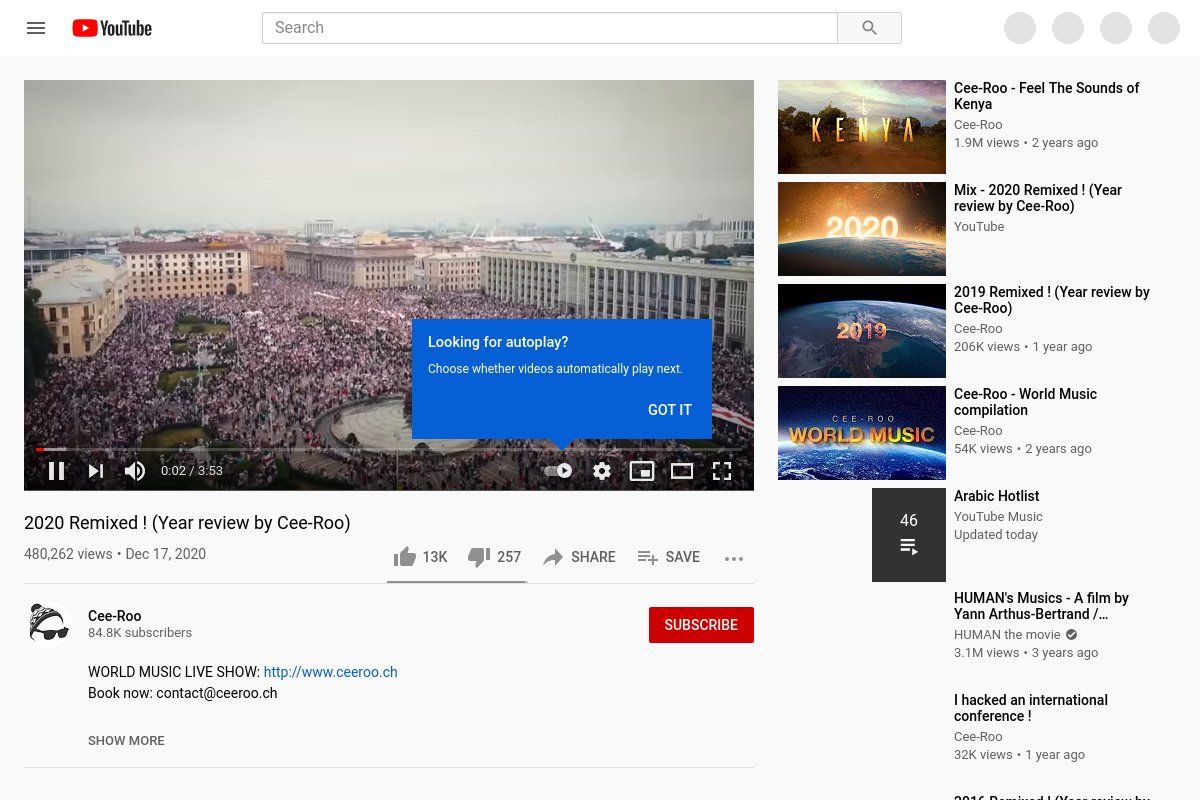 YouTube
Search
Looking for autoplay?
Choose whether videos automatically play next.
GOT IT
0:02 / 3:53
2020 Remixed ! (Year review by Cee-Roo)
480,262 views • Dec 17, 2020
13K
257
SHARE
SAVE
Cee-Roo
84.8K subscribers
SUBSCRIBE
WORLD MUSIC LIVE SHOW: http://www.ceeroo.ch
Book now: contact@ceeroo.ch
SHOW MORE
KENYA
Cee-Roo - Feel The Sounds of
Kenya
Cee-Roo
1.9M views • 2 years ago
2020
Mix - 2020 Remixed ! (Year
review by Cee-Roo)
YouTube
2019
2019 Remixed ! (Year review by
Cee-Roo)
Cee-Roo
206K views • 1 year ago
CEE-ROO
WORLD MUSIC
Cee-Roo - World Music
compilation
Cee-Roo
54K views • 2 years ago
46
Arabic Hotlist
YouTube Music
Updated today
HUMAN's Musics - A film by
Yann Arthus-Bertrand /...
HUMAN the movie
3.1M views • 3 years ago
I hacked an international
conference !
Cee-Roo
32K views • 1 year ago
2016 Remixed ! (Year review by